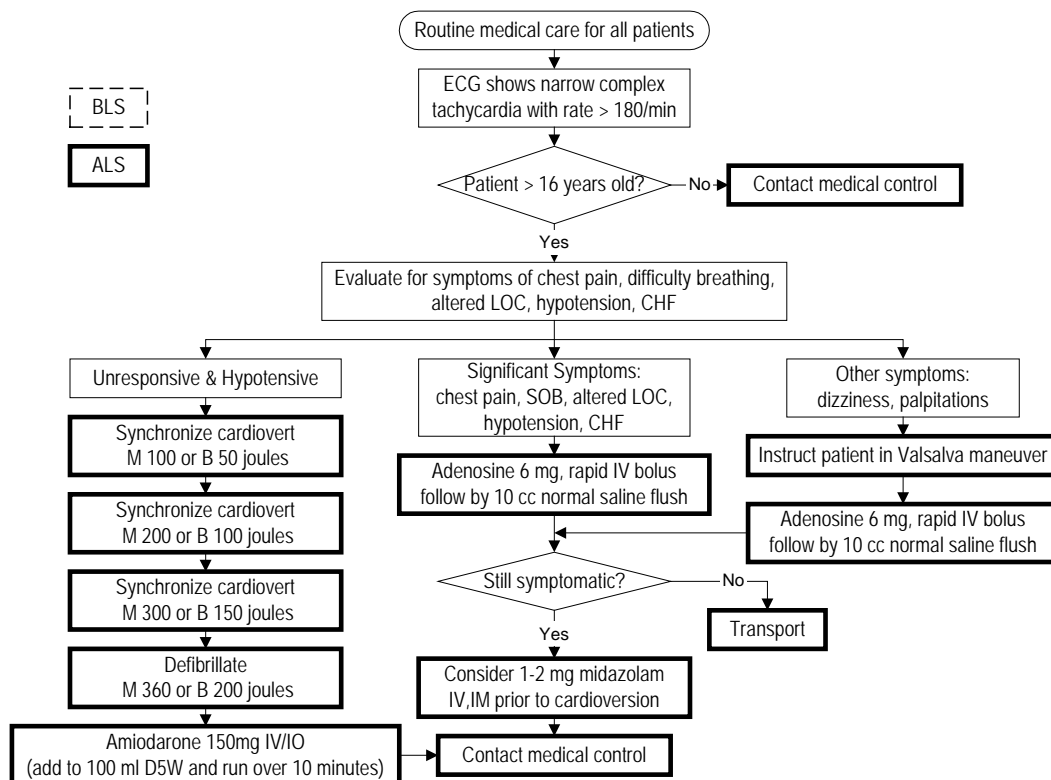 Routine medical care for all patients
ECG shows narrow complex
tachycardia with rate > 180/min
BLS
ALS
Patient > 16 years old?
No
Contact medical control
Yes
Evaluate for symptoms of chest pain, difficulty breathing,
altered LOC, hypotension, CHF
Unresponsive & Hypotensive
Synchronize cardiovert
M 100 or B 50 joules
Synchronize cardiovert
M 200 or B 100 joules
Synchronize cardiovert
M 300 or B 150 joules
Defibrillate
M 360 or B 200 joules
Amiodarone 150mg IV/IO
(add to 100 ml D5W and run over 10 minutes)
Significant Symptoms:
chest pain, SOB, altered LOC,
hypotension, CHF
Adenosine 6 mg, rapid IV bolus
follow by 10 cc normal saline flush
Other symptoms:
dizziness, palpitations
Instruct patient in Valsalva maneuver
Adenosine 6 mg, rapid IV bolus
follow by 10 cc normal saline flush
Still symptomatic?
No
Transport
Yes
Consider 1-2 mg midazolam
IV,IM prior to cardioversion
Contact medical control